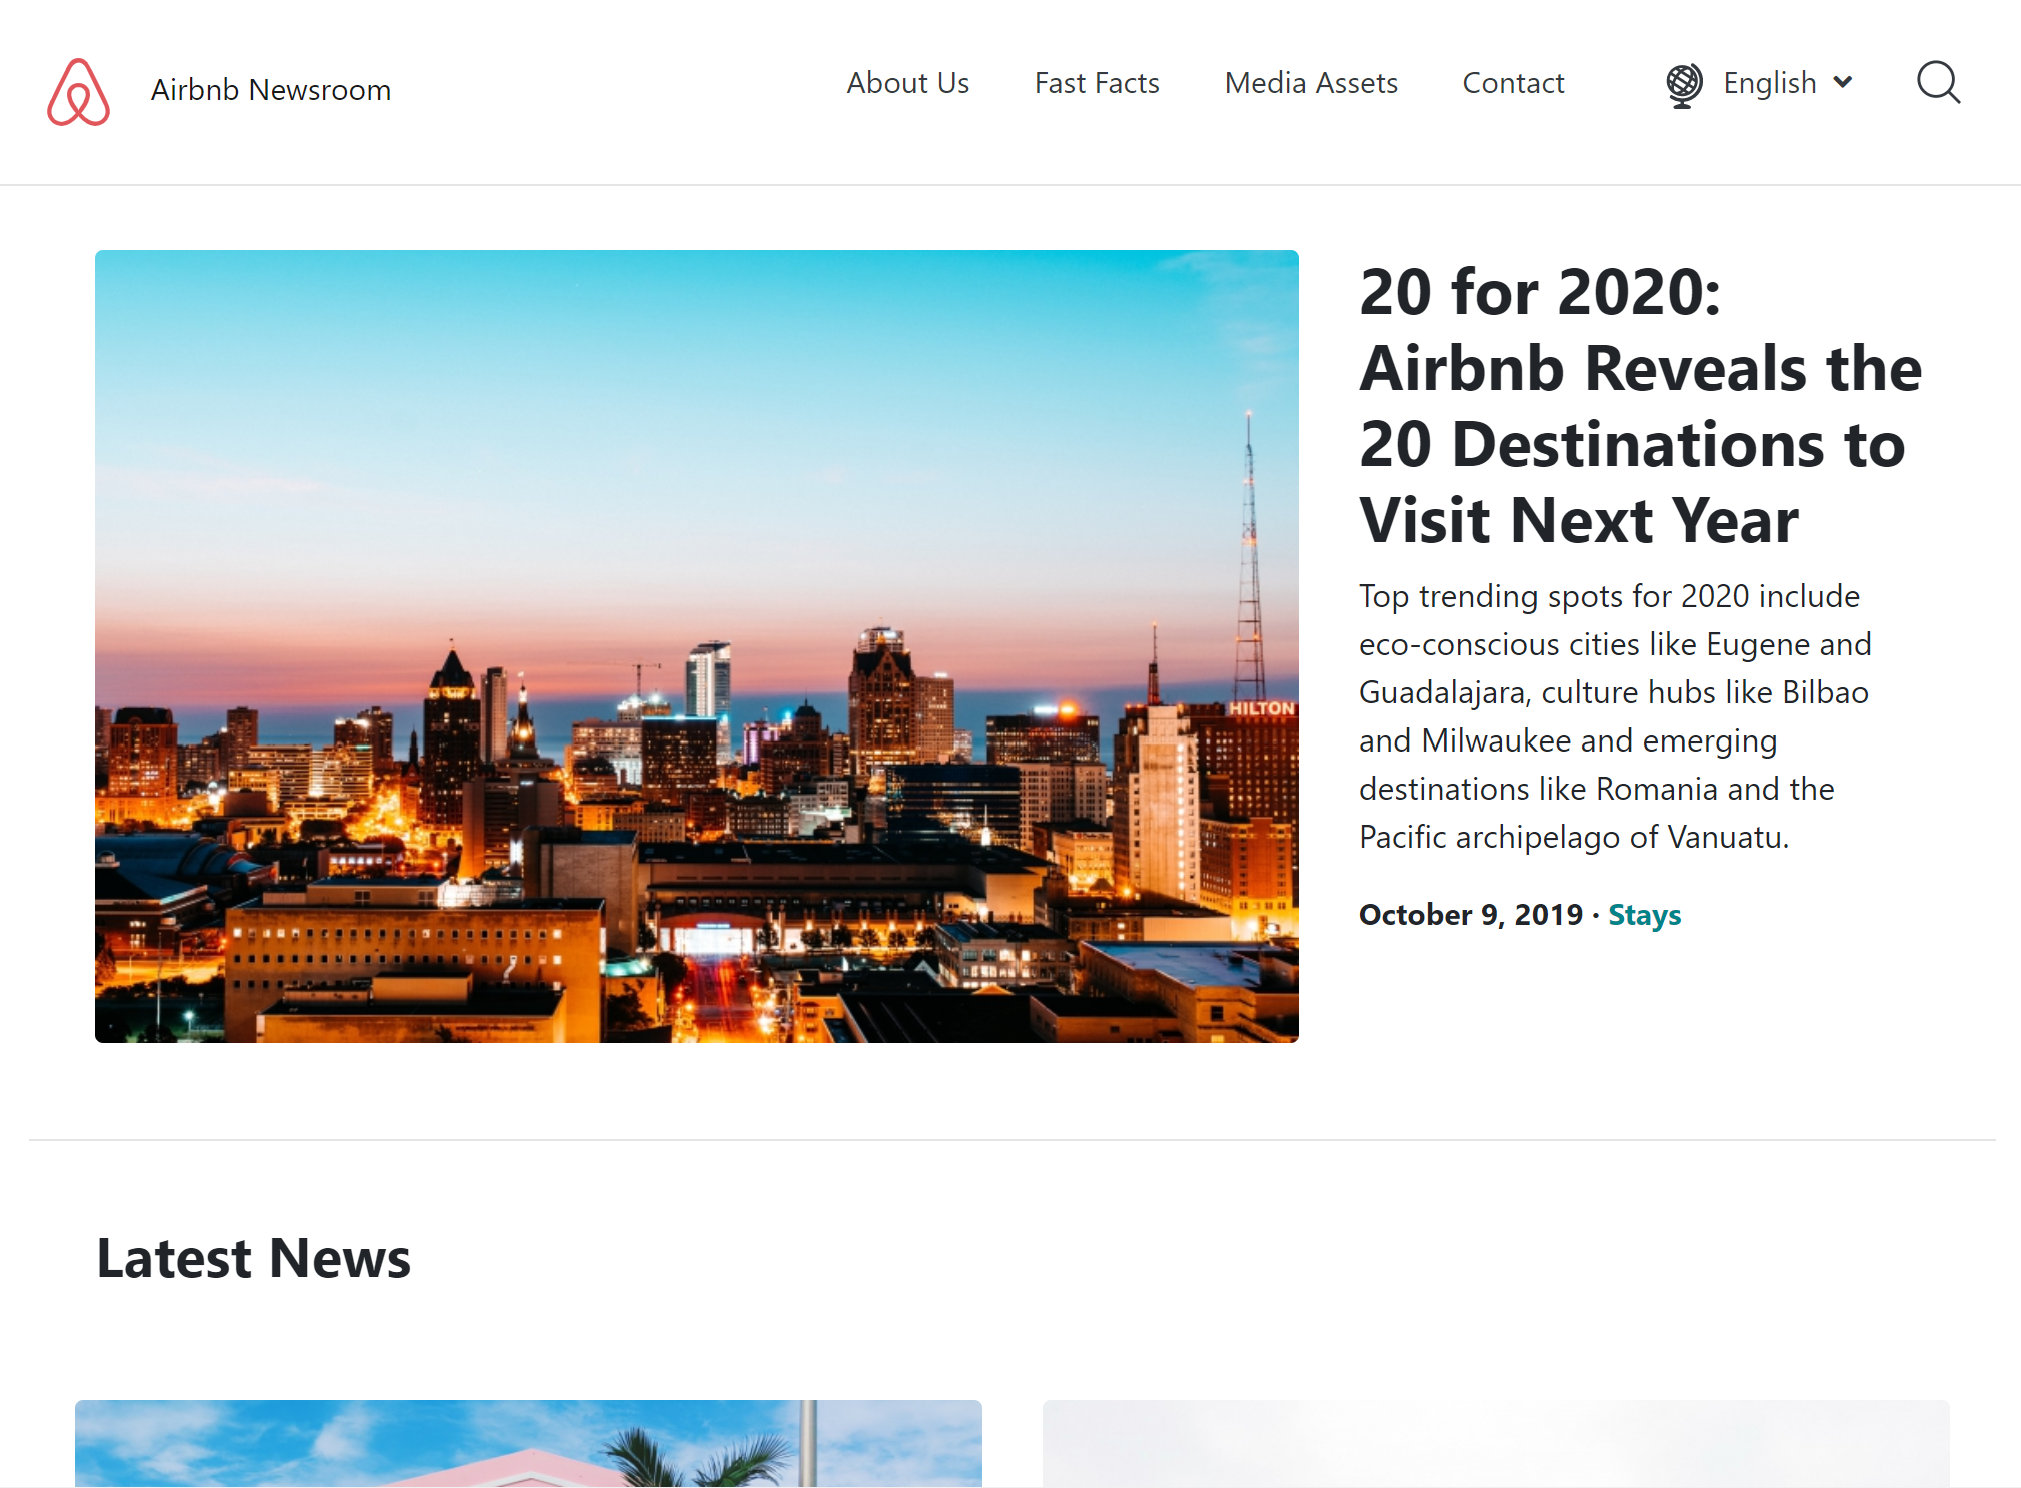 Airbnb Newsroom
About Us
Fast Facts
Media Assets
Contact
English
20 for 2020:
Airbnb Reveals the
20 Destinations to
Visit Next Year
Top trending spots for 2020 include
eco-conscious cities like Eugene and
Guadalajara, culture hubs like Bilbao
and Milwaukee and emerging
destinations like Romania and the
Pacific archipelago of Vanuatu.
October 9, 2019 · Stays
HILTON
Latest News